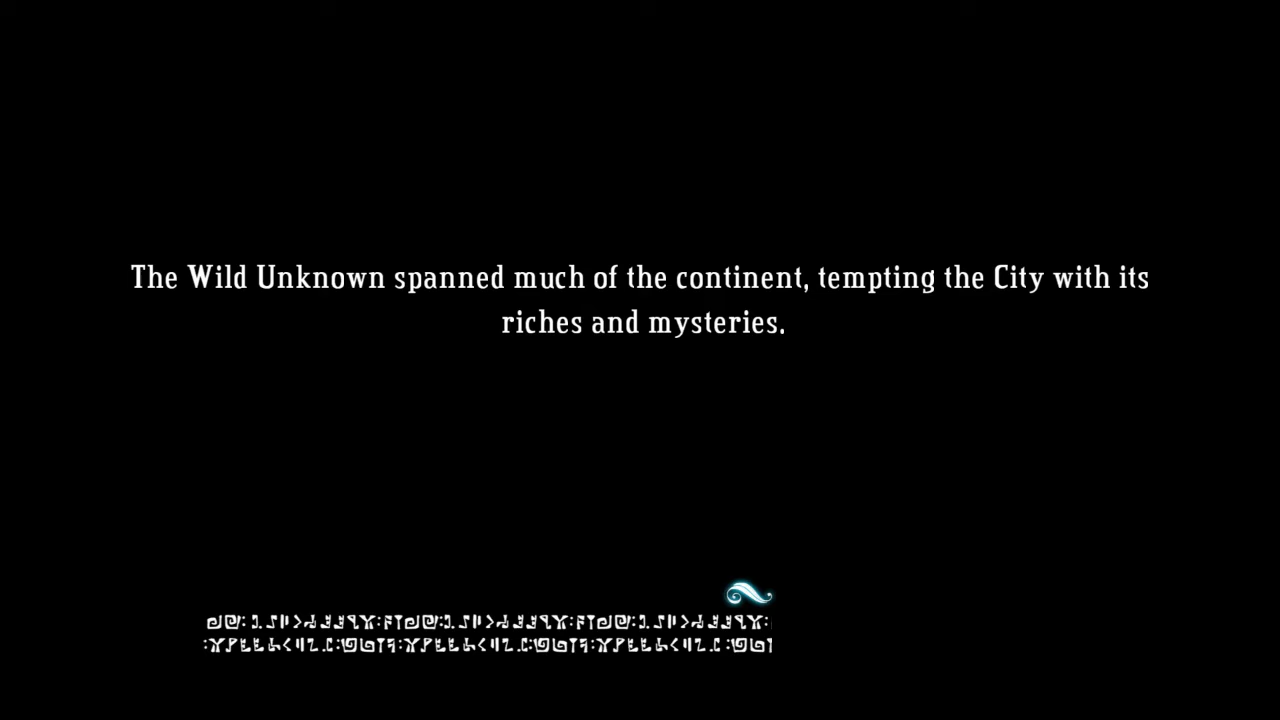 The Wild Unknown spanned much of the continent, tempting the City with its
riches and mysteries.